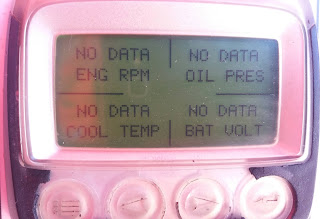 NO DATA NO DATA
ENG RPM OIL PRES
NO DATA NO DATA
COOL TEMP BAT VOLT